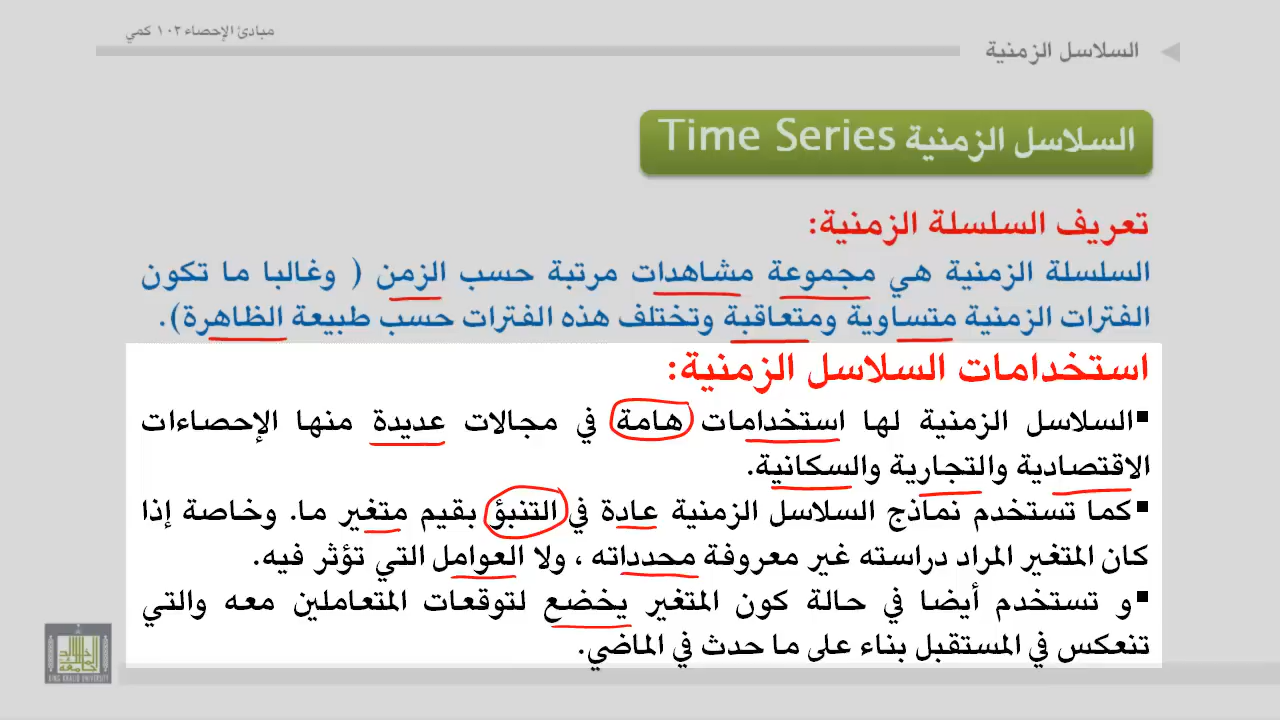 مبادئ الإحصاء ١٠٢ كمي
السلاسل الزمنية
السلاسل الزمنية Time Series
تعريف السلسلة الزمنية:
السلسلة الزمنية هي مجموعة مشاهدات مرتبة حسب الزمن ( وغالبا ما تكون
الفترات الزمنية متساوية ومتعاقبة وتختلف هذه الفترات حسب طبيعة الظاهرة).
استخدامات السلاسل الزمنية:
▪السلاسل الزمنية لها استخدامات هامة في مجالات عديدة منها الإحصاءات
الاقتصادية والتجارية والسكانية.
▪كما تستخدم نماذج السلاسل الزمنية عادة في التنبؤ بقيم متغير ما. وخاصة إذا
كان المتغير المراد دراسته غير معروفة محدداته ، ولا العوامل التي تؤثر فيه.
▪و تستخدم أيضا في حالة كون المتغير يخضع لتوقعات المتعاملين معه والتي
تنعكس في المستقبل بناء على ما حدث في الماضي.
KING KHALID UNIVERSITY